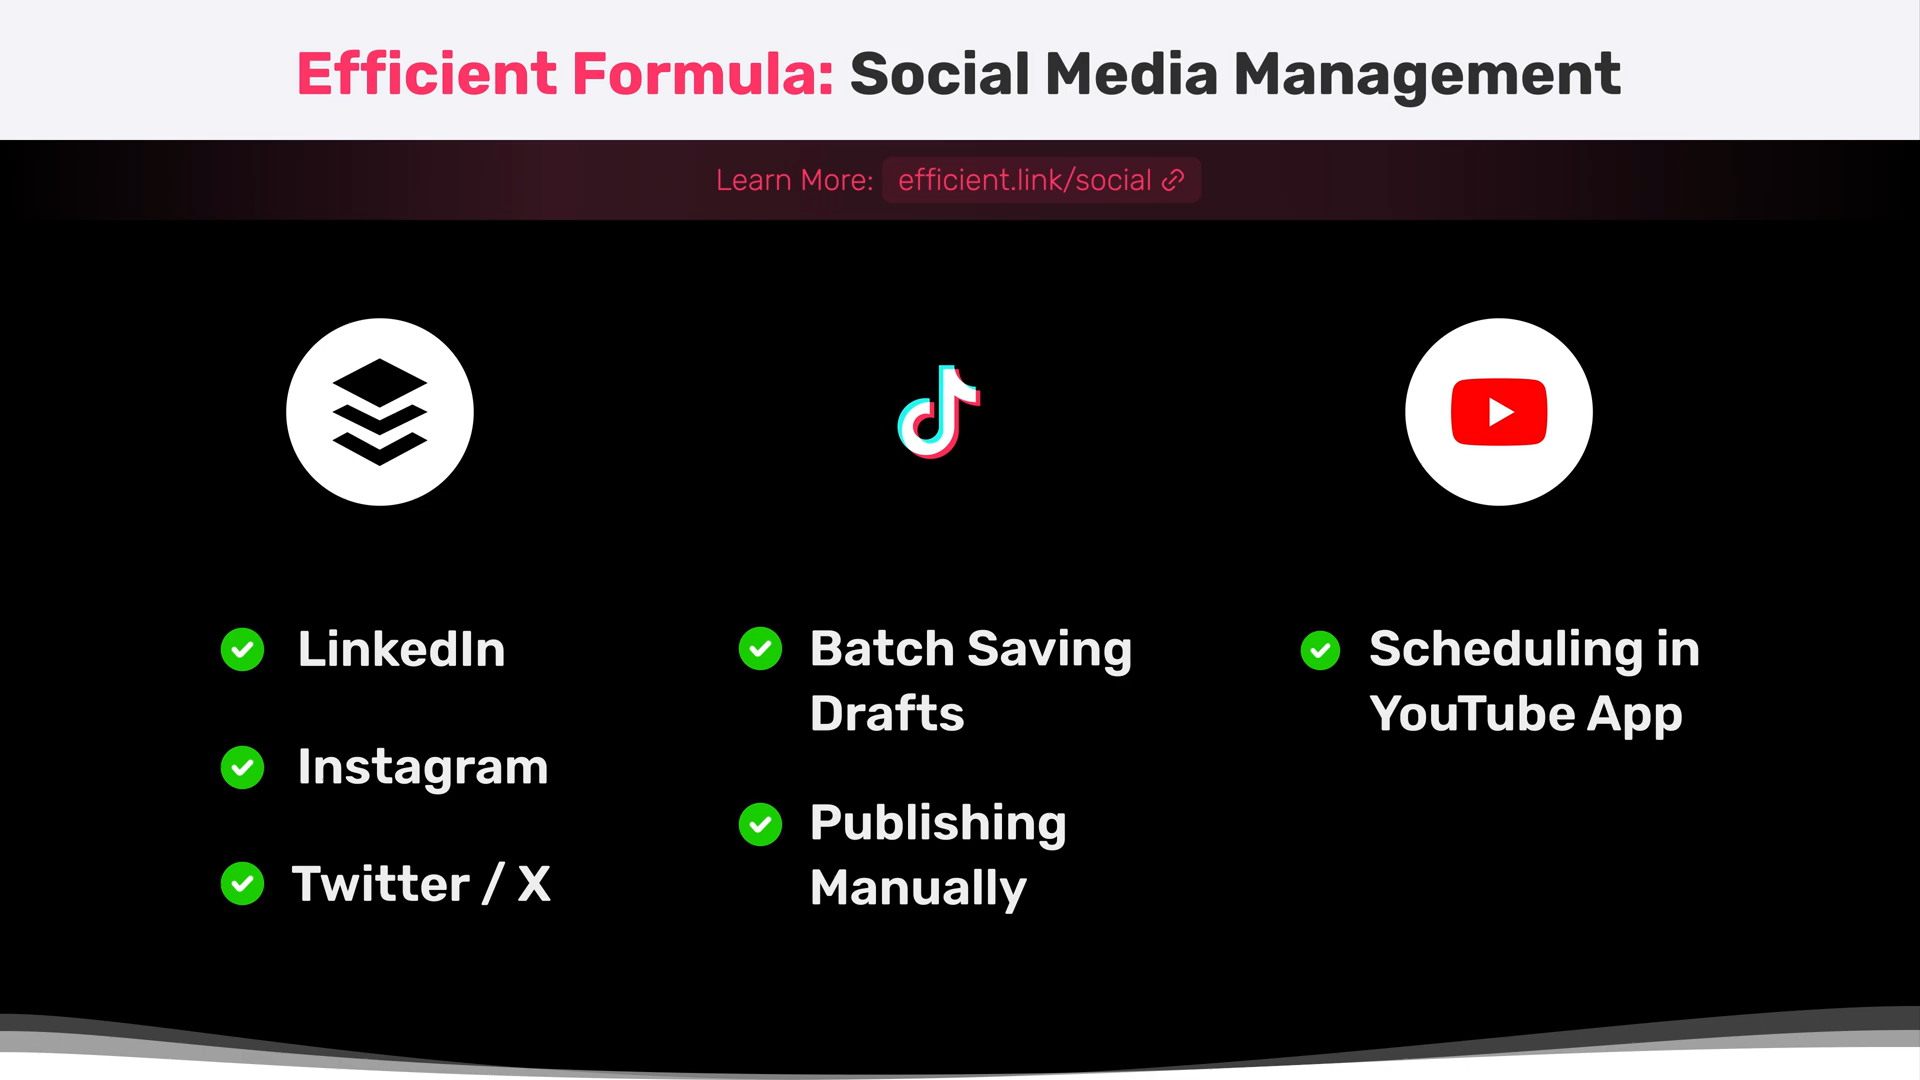 Efficient Formula: Social Media Management
Learn More: efficient.link/social
LinkedIn
Instagram
Twitter / X
Batch Saving
Drafts
Publishing
Manually
Scheduling in
YouTube App